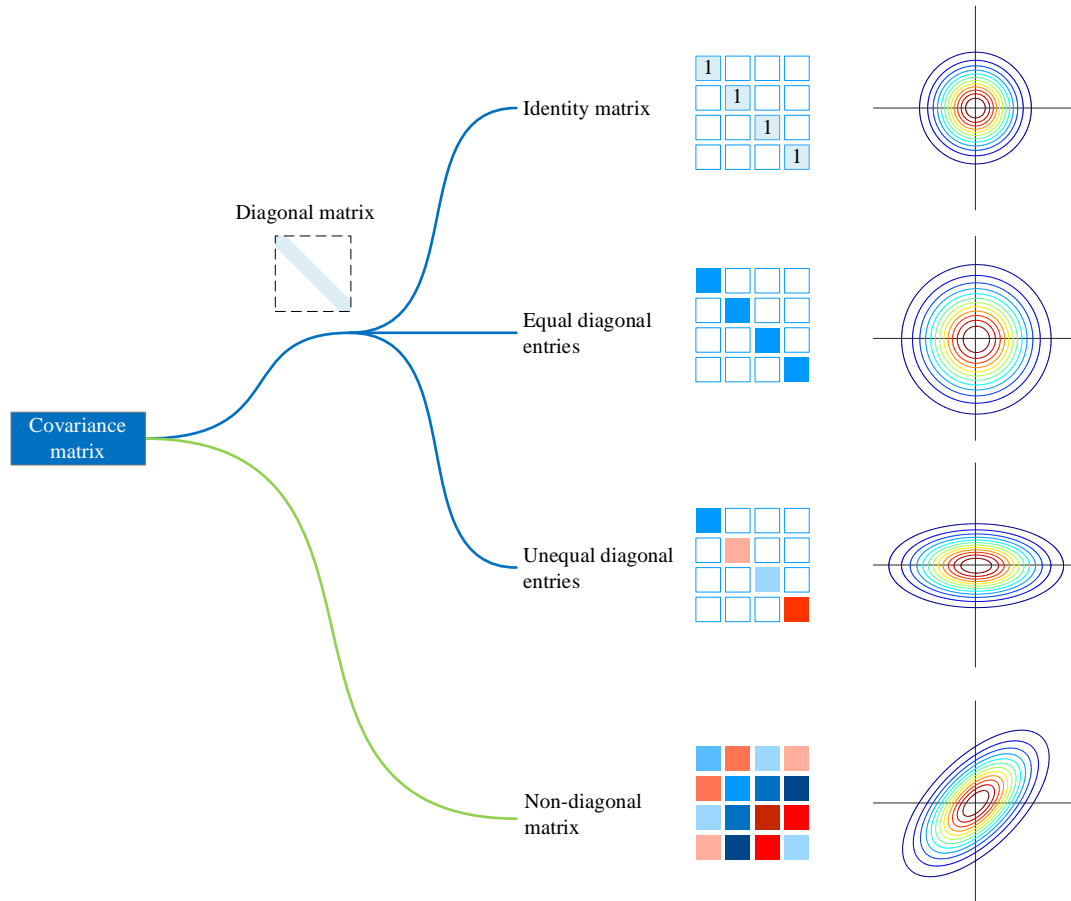 Identity matrix
1
1
1
1
Diagonal matrix
Equal diagonal
entries
Covariance
matrix
Unequal diagonal
entries
Non-diagonal
matrix